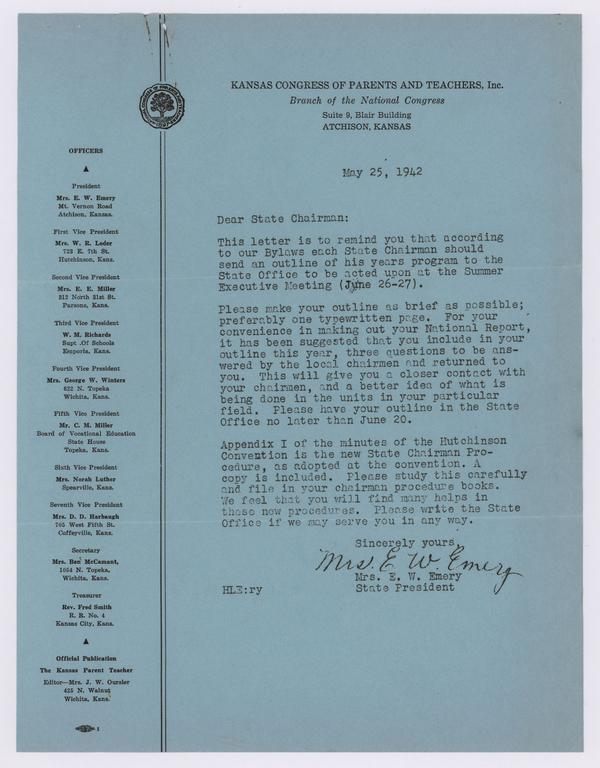 KANSAS CONGRESS OF PARENTS AND TEACHERS, Inc.
Branch of the National Congress
Suite 9, Blair Building
ATCHISON, KANSAS
OFFICERS
President
Mrs. E. W. Emery
Mt. Vernon Road
Atchison, Kansas.
First Vice President
Mrs. W. R. Leder
723 E. 7th St.
Hutchinson, Kans.
Second Vice President
Mrs. E. E. Miller
312 North 31st St.
Parsons, Kans.
Third Vice President
W. M. Richards
Supt .Of Schools
Emporia, Kans.
Fourth Vice President
Mrs. George W. Winters
622 N. Topeka
Wichita, Kans.
Fifth Vice President
Mr. C. M. Miller
Board of Vocational Education
State House
Topeka, Kans.
Sixth Vice President
Mrs. Norah Luther
Spearville, Kans.
Seventh Vice President
Mrs. D. D. Harbaugh
705 West Fifth St.
Coffeyville, Kans.
Secretary
Mrs. Ben McCamant,
1054 N. Topeka,
Wichita, Kans.
Treasurer
Rev. Fred Smith
R. R. No. 4
Kansas City, Kans.
Official Publication
The Kansas Parent Teacher
Editor—Mrs. J. W. Oursler
425 N. Walnut
Wichita, Kans.
May 25, 1942
Dear State Chairman:
This letter is to remind you that according
to our Bylaws each State Chairman should
send an outline of his years program to the
State Office to be acted upon at the Summer
Executive Meeting (June 26-27).
Please make your outline as brief as possible;
preferably one typewritten page. For your
convenience in making out your National Report,
it has been suggested that you include in your
outline this year, three questions to be ans-
wered by the local chairmen and returned to
you. This will give you a closer contact with
your chairmen, and a better idea of what is
being done in the units in your particular
field. Please have your outline in the State
Office no later than June 20.
Appendix I of the minutes of the Hutchinson
Convention is the new State Chairman Pro-
cedure, as adopted at the convention. A
copy is included. Please study this carefully
and file in your chairman procedure books.
We feel that you will find many helps in
these new procedures. Please write the State
Office if we may serve you in any way.
Sincerely yours,
Mrs. E. W. Emery
Mrs. E. W. Emery
State President
HLE:ry